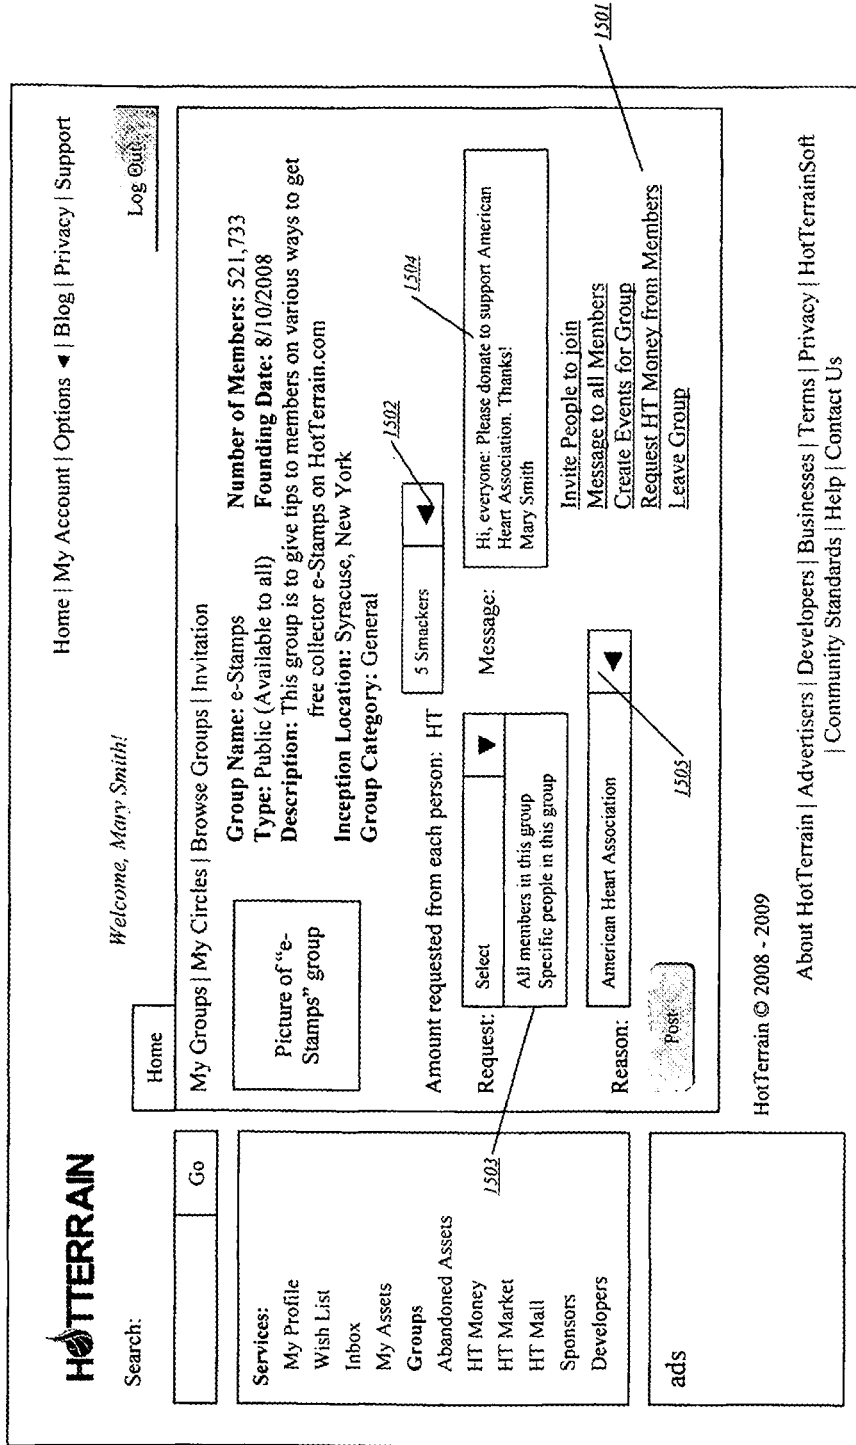 HOTTERRAIN
Home | My Account | Options ◄ | Blog | Privacy | Support
Welcome, Mary Smith!
Log Out
Search:
Go
Home
My Groups | My Circles | Browse Groups | Invitation
Services:
My Profile
Wish List
Inbox
My Assets
Groups
Abandoned Assets
HT Money
HT Market
HT Mall
Sponsors
Developers
ads
Picture of "e-
Stamps" group
Group Name: e-Stamps
Number of Members: 521,733
Type: Public (Available to all)
Founding Date: 8/10/2008
Description: This group is to give tips to members on various ways to get
free collector e-Stamps on HotTerrain.com
Inception Location: Syracuse, New York
Group Category: General
1502
Amount requested from each person: HT
5 Smackers
1504
Request:
Select
All members in this group
Specific people in this group
1503
Message:
Hi, everyone: Please donate to support American
Heart Association. Thanks!
Mary Smith
Reason:
American Heart Association
1505
Invite People to join
Message to all Members
Create Events for Group
Request HT Money from Members
Leave Group
1501
Post
HotTerrain © 2008 - 2009
About HotTerrain | Advertisers | Developers | Businesses | Terms | Privacy | HotTerrainSoft
| Community Standards | Help | Contact Us